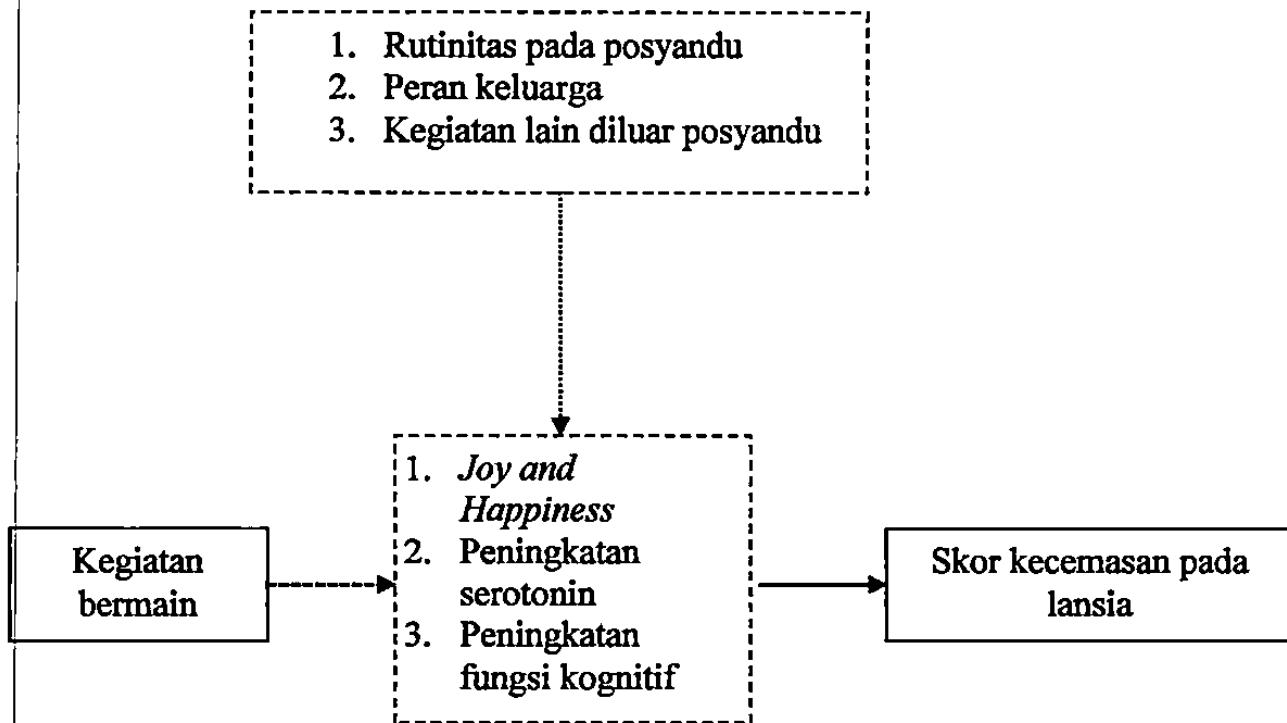 1. Rutinitas pada posyandu
2. Peran keluarga
3. Kegiatan lain diluar posyandu
Kegiatan
bermain
1. Joy and
Happiness
2. Peningkatan
serotonin
3. Peningkatan
fungsi kognitif
Skor kecemasan pada
lansia